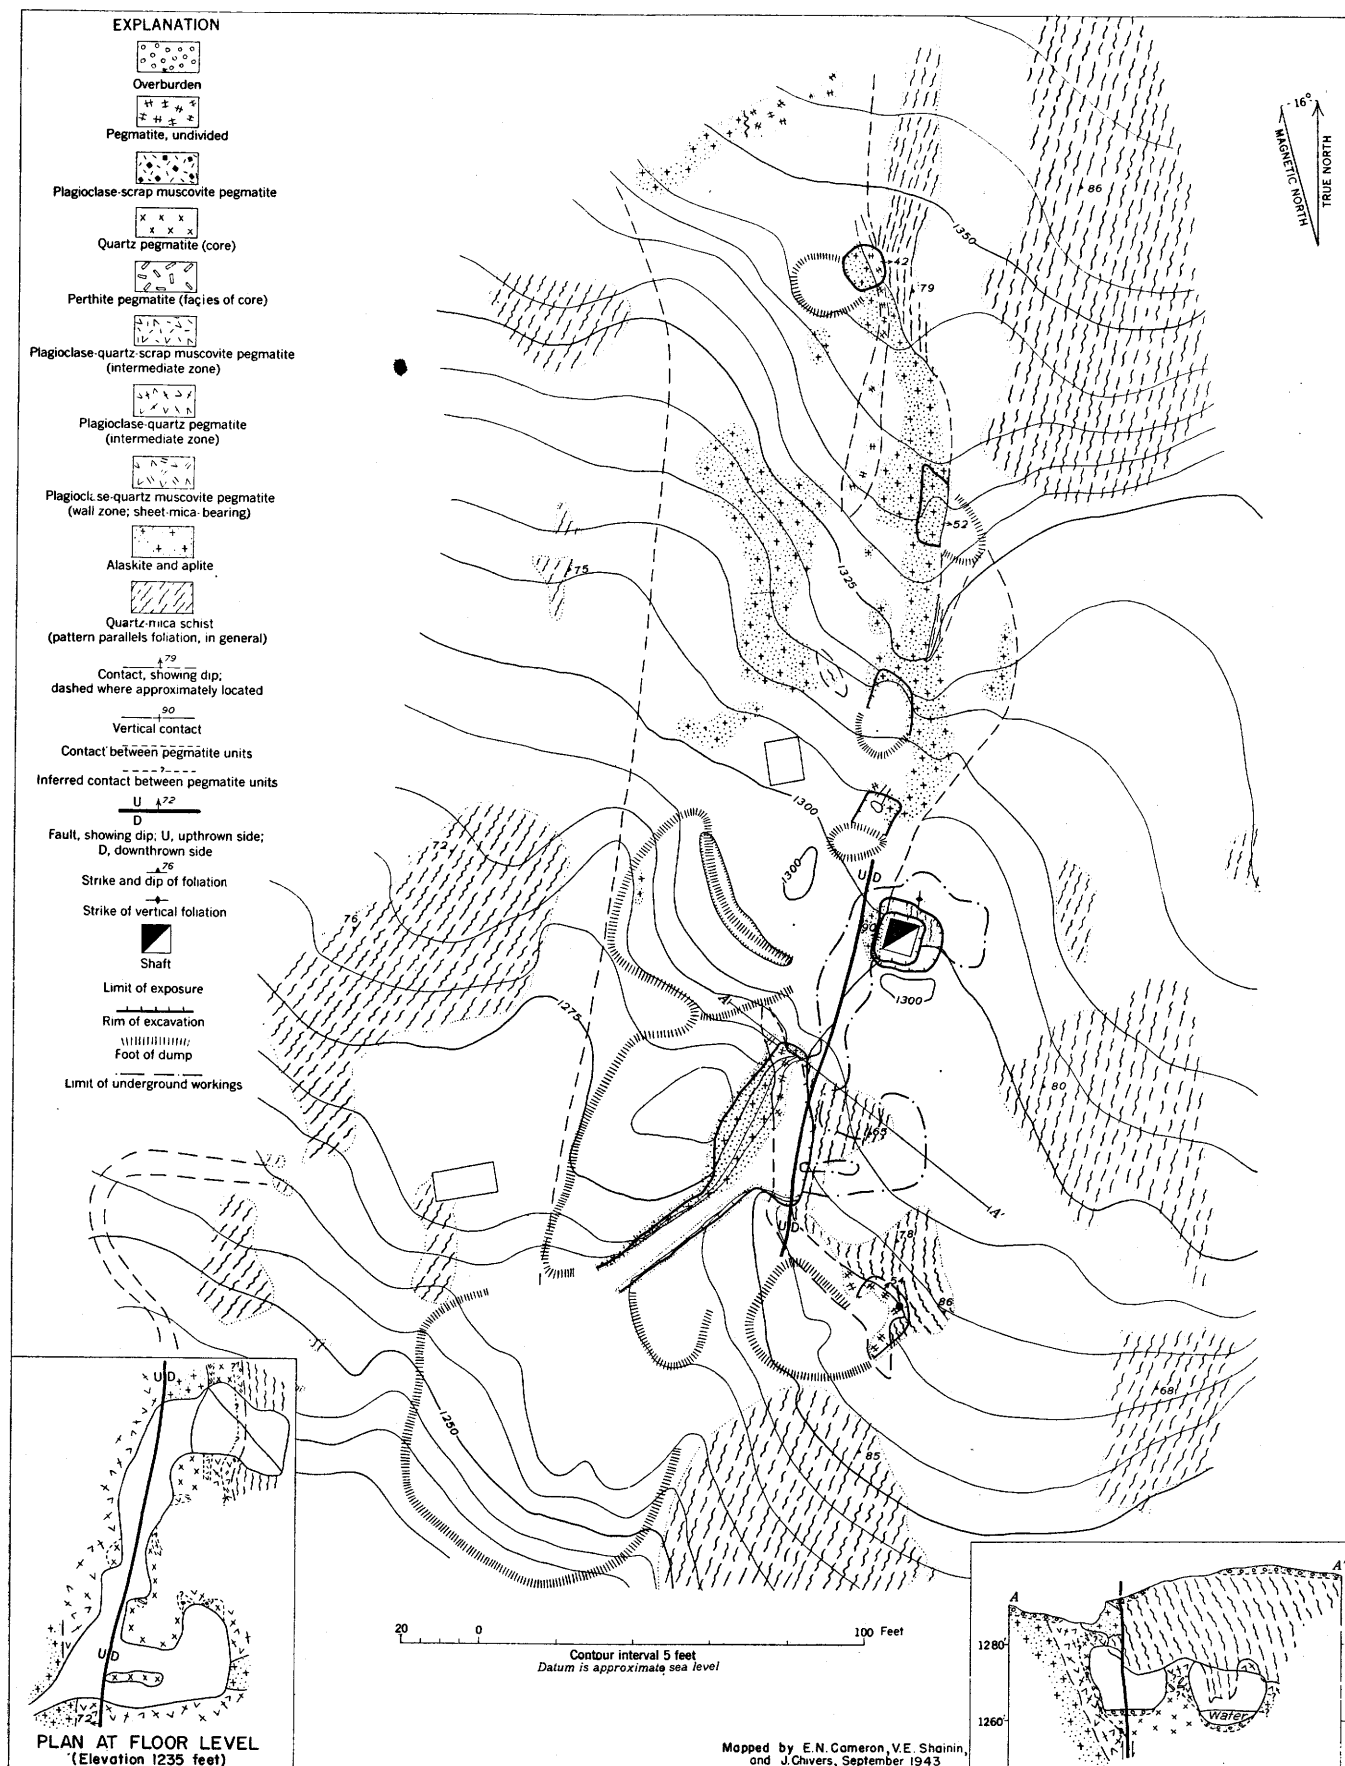 EXPLANATION
Overburden
Pegmatite, undivided
Plagioclase-scrap muscovite pegmatite
Quartz pegmatite (core)
Perthite pegmatite (facies of core)
Plagioclase-quartz-scrap muscovite pegmatite
(intermediate zone)
Plagioclase-quartz pegmatite
(intermediate zone)
Plagioclase-quartz muscovite pegmatite
(wall zone; sheet-mica-bearing)
Alaskite and aplite
Quartz-mica schist
(pattern parallels foliation, in general)
79
Contact, showing dip;
dashed where approximately located
90
Vertical contact
Contact between pegmatite units
?
Inferred contact between pegmatite units
U 72
D
Fault, showing dip; U, upthrown side;
D, downthrown side
76
Strike and dip of foliation
Strike of vertical foliation
Shaft
Limit of exposure
Rim of excavation
Foot of dump
Limit of underground workings
16°
MAGNETIC NORTH
TRUE NORTH
86
1350
42
79
52
75
1325
1300
72
1300
U D
76
90
1300
A
1275
80
65
A'
U D
78
54
86
68
1250
85
U D
U D
72
PLAN AT FLOOR LEVEL
(Elevation 1235 feet)
20 0 100 Feet
Contour interval 5 feet
Datum is approximate sea level
Mapped by E.N. Cameron, V.E. Shainin,
and J. Chivers, September 1943
A A'
1280'
1260'
Water